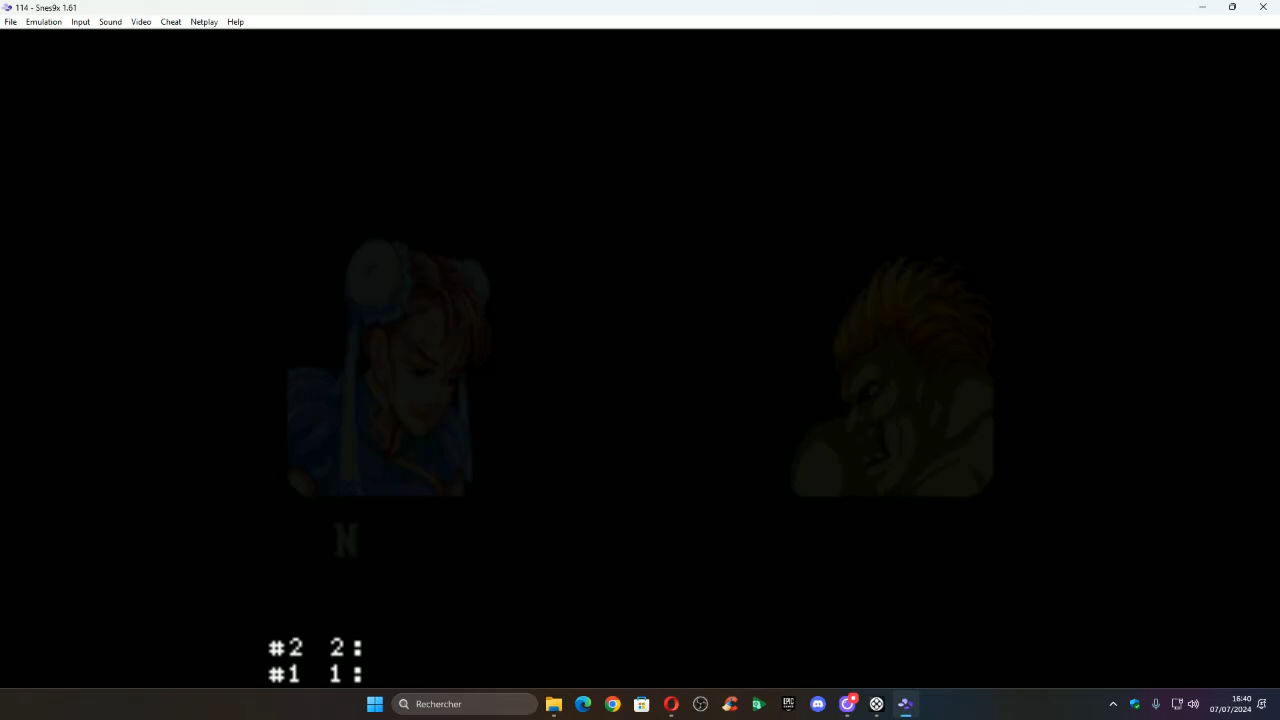 114 - Snes9x 1.61
File Emulation Input Sound Video Cheat Netplay Help
N
#2 2:
#1 1:
Rechercher
EPIC
16:40
07/07/2024